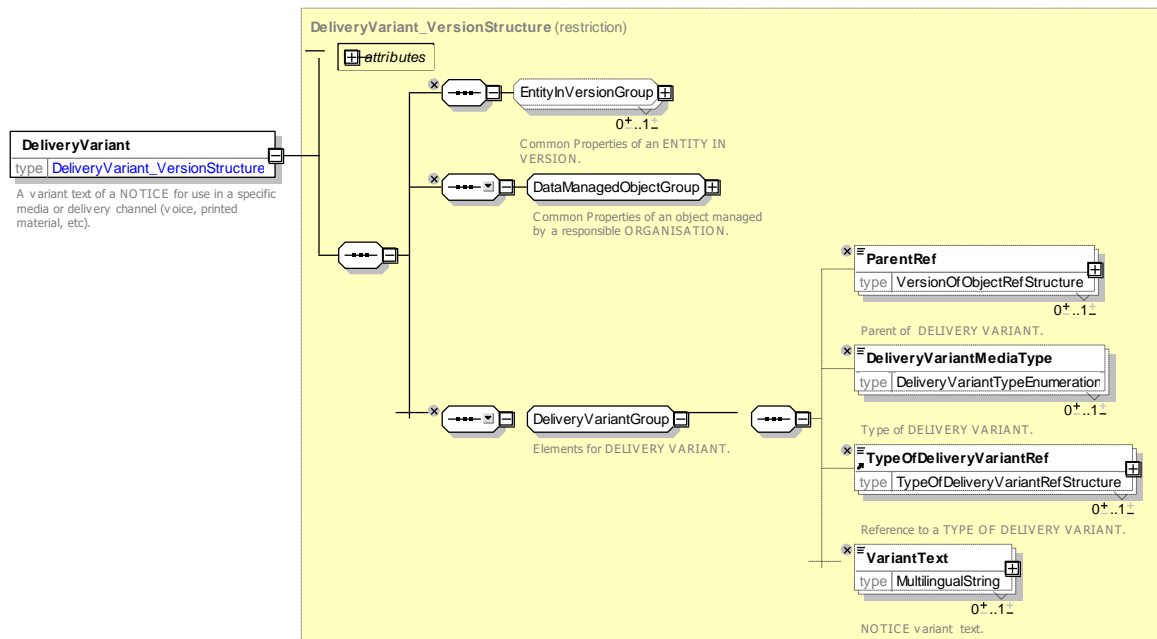 DeliveryVariant_VersionStructure (restriction)
attributes
EntityInVersionGroup
0..1
Common Properties of an ENTITY IN
VERSION.
DeliveryVariant
type DeliveryVariant_VersionStructure
A variant text of a NOTICE for use in a specific
media or delivery channel (voice, printed
material, etc).
DataManagedObjectGroup
Common Properties of an object managed
by a responsible ORGANISATION.
ParentRef
type VersionOfObjectRefStructure
0..1
Parent of DELIVERY VARIANT.
DeliveryVariantMediaType
type DeliveryVariantTypeEnumeration
0..1
Type of DELIVERY VARIANT.
DeliveryVariantGroup
Elements for DELIVERY VARIANT.
TypeOfDeliveryVariantRef
type TypeOfDeliveryVariantRefStructure
0..1
Reference to a TYPE OF DELIVERY VARIANT.
VariantText
type MultilingualString
0..1
NOTICE variant text.